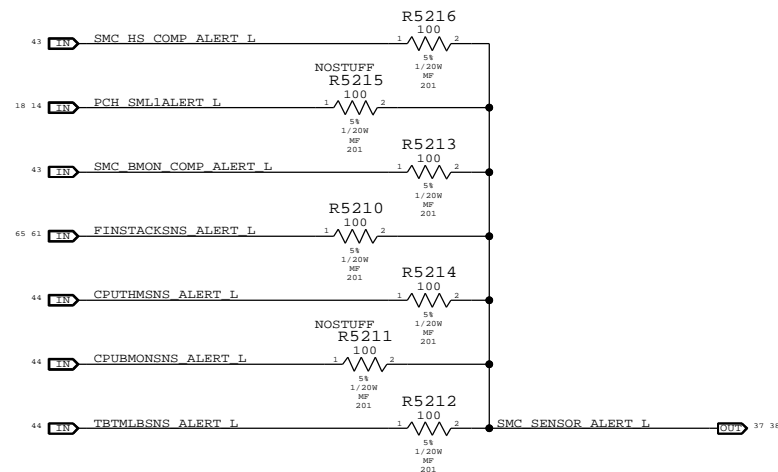 R5216
100
43 IN SMC_HS_COMP_ALERT_L 1 2
5%
1/20W
MF
201
NOSTUFF
R5215
100
18 14 IN PCH_SML1ALERT_L 1 2
5%
1/20W
MF
201
R5213
100
43 IN SMC_BMON_COMP_ALERT_L 1 2
5%
1/20W
MF
201
R5210
100
65 61 IN FINSTACKSNS_ALERT_L 1 2
5%
1/20W
MF
201
R5214
100
44 IN CPUTHMSNS_ALERT_L 1 2
5%
1/20W
MF
201
NOSTUFF
R5211
100
44 IN CPUBMONSNS_ALERT_L 1 2
5%
1/20W
MF
201
R5212
100
44 IN TBTMLBSNS_ALERT_L 1 2 SMC_SENSOR_ALERT_L OUT 37 38
5%
1/20W
MF
201